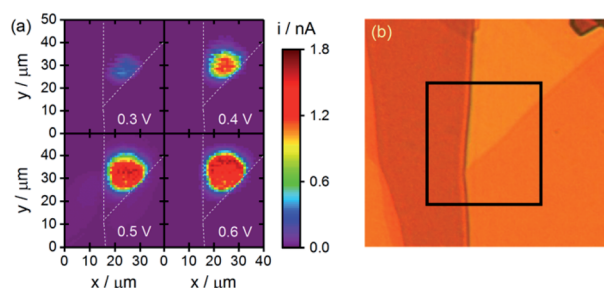 (a)
i / nA
(b)
50
40
30
20
10
0
y / μm
0.3 V
0.4 V
1.8
1.2
0.6
0.0
40
30
20
10
0
y / μm
0.5 V
0.6 V
0 10 20 30 0 10 20 30 40
x / μm
x / μm